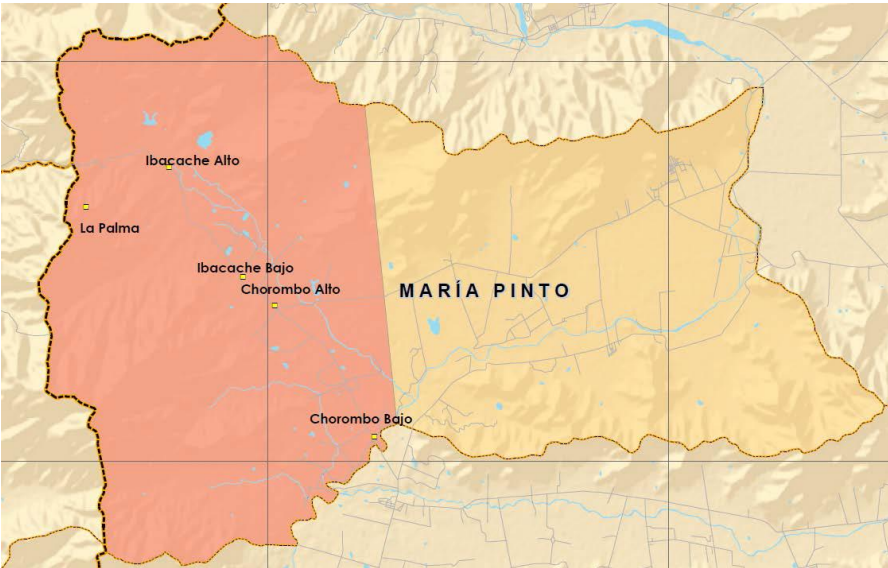 Ibacache Alto
La Palma
Ibacache Bajo
Chorombo Alto
MARÍA PINTO
Chorombo Bajo